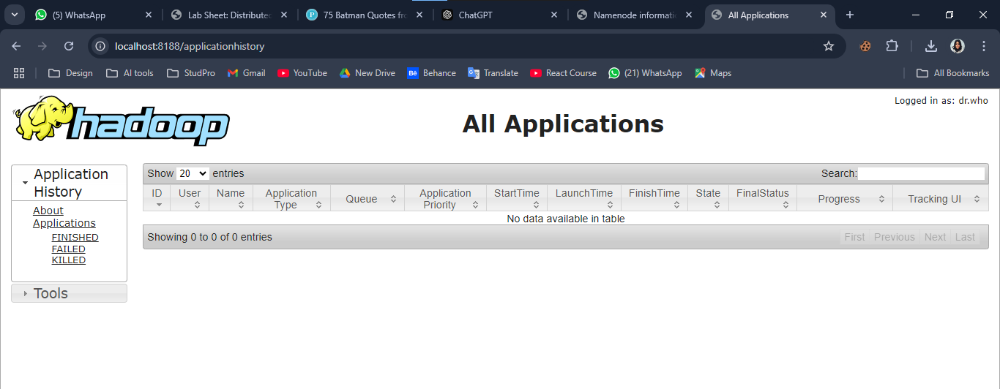 (5) WhatsApp
Lab Sheet: Distribute
75 Batman Quotes fro
ChatGPT
Namenode informati
All Applications
localhost:8188/applicationhistory
Design
AI tools
StudPro
Gmail
YouTube
New Drive
Bē Behance
Translate
React Course
(21) WhatsApp
Maps
All Bookmarks
hadoop
All Applications
Logged in as: dr.who
Application
History
About
Applications
FINISHED
FAILED
KILLED
Tools
Show 20 entries
Search:
ID
User
Name
Application
Type
Queue
Application
Priority
StartTime
LaunchTime
FinishTime
State
FinalStatus
Progress
Tracking UI
No data available in table
Showing 0 to 0 of 0 entries
First Previous Next Last